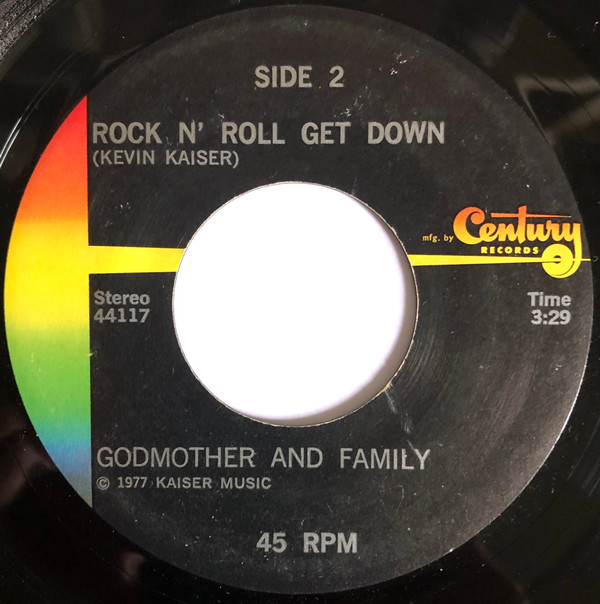 SIDE 2
ROCK N' ROLL GET DOWN
(KEVIN KAISER)
mfg. by Century
RECORDS
Stereo
44117
Time
3:29
GODMOTHER AND FAMILY
© 1977 KAISER MUSIC
45 RPM